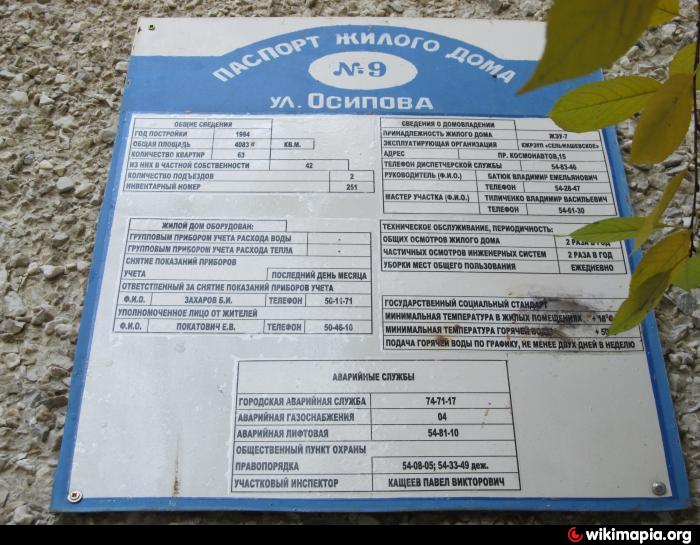 ПАСПОРТ ЖИЛОГО ДОМА
№9
УЛ. ОСИПОВА
ОБЩИЕ СВЕДЕНИЯ
ГОД ПОСТРОЙКИ 1994
ОБЩАЯ ПЛОЩАДЬ 4083 КВ.М.
КОЛИЧЕСТВО КВАРТИР 63
ИЗ НИХ В ЧАСТНОЙ СОБСТВЕННОСТИ 42
КОЛИЧЕСТВО ПОДЪЕЗДОВ 2
ИНВЕНТАРНЫЙ НОМЕР 251
СВЕДЕНИЯ О ДОМОВЛАДЕНИИ
ПРИНАДЛЕЖНОСТЬ ЖИЛОГО ДОМА ЖЭУ-7
ЭКСПЛУАТИРУЮЩАЯ ОРГАНИЗАЦИЯ КЖРЭУП «СЕЛЬМАШЕВСКОЕ»
АДРЕС ПР. КОСМОНАВТОВ,15
ТЕЛЕФОН ДИСПЕТЧЕРСКОЙ СЛУЖБЫ 54-83-46
РУКОВОДИТЕЛЬ (Ф.И.О.) БАТЮК ВЛАДИМИР ЕМЕЛЬЯНОВИЧ
ТЕЛЕФОН 54-28-47
МАСТЕР УЧАСТКА (Ф.И.О.) ТИЛИЧЕНКО ВЛАДИМИР ВАСИЛЬЕВИЧ
ТЕЛЕФОН 54-61-30
ЖИЛОЙ ДОМ ОБОРУДОВАН:
ГРУППОВЫМ ПРИБОРОМ УЧЕТА РАСХОДА ВОДЫ -
ГРУППОВЫМ ПРИБОРОМ УЧЕТА РАСХОДА ТЕПЛА -
СНЯТИЕ ПОКАЗАНИЙ ПРИБОРОВ
УЧЕТА ПОСЛЕДНИЙ ДЕНЬ МЕСЯЦА
ОТВЕТСТВЕННЫЙ ЗА СНЯТИЕ ПОКАЗАНИЙ ПРИБОРОВ УЧЕТА
Ф.И.О. ЗАХАРОВ Б.И. ТЕЛЕФОН 50-11-71
УПОЛНОМОЧЕННОЕ ЛИЦО ОТ ЖИТЕЛЕЙ
Ф.И.О. ПОКАТОВИЧ Е.В. ТЕЛЕФОН 50-46-10
ТЕХНИЧЕСКОЕ ОБСЛУЖИВАНИЕ, ПЕРИОДИЧНОСТЬ:
ОБЩИХ ОСМОТРОВ ЖИЛОГО ДОМА 2 РАЗА В ГОД
ЧАСТИЧНЫХ ОСМОТРОВ ИНЖЕНЕРНЫХ СИСТЕМ 2 РАЗА В ГОД
УБОРКИ МЕСТ ОБЩЕГО ПОЛЬЗОВАНИЯ ЕЖЕДНЕВНО
ГОСУДАРСТВЕННЫЙ СОЦИАЛЬНЫЙ СТАНДАРТ
МИНИМАЛЬНАЯ ТЕМПЕРАТУРА В ЖИЛЫХ ПОМЕЩЕНИЯХ + 18°
МИНИМАЛЬНАЯ ТЕМПЕРАТУРА ГОРЯЧЕЙ ВОДЫ
ПОДАЧА ГОРЯЧЕЙ ВОДЫ ПО ГРАФИКУ, НЕ МЕНЕЕ ДВУХ ДНЕЙ В НЕДЕЛЮ
АВАРИЙНЫЕ СЛУЖБЫ
ГОРОДСКАЯ АВАРИЙНАЯ СЛУЖБА 74-71-17
АВАРИЙНАЯ ГАЗОСНАБЖЕНИЯ 04
АВАРИЙНАЯ ЛИФТОВАЯ 54-81-10
ОБЩЕСТВЕННЫЙ ПУНКТ ОХРАНЫ
ПРАВОПОРЯДКА 54-08-05; 54-33-49 деж.
УЧАСТКОВЫЙ ИНСПЕКТОР КАЩЕЕВ ПАВЕЛ ВИКТОРОВИЧ
wikimapia.org